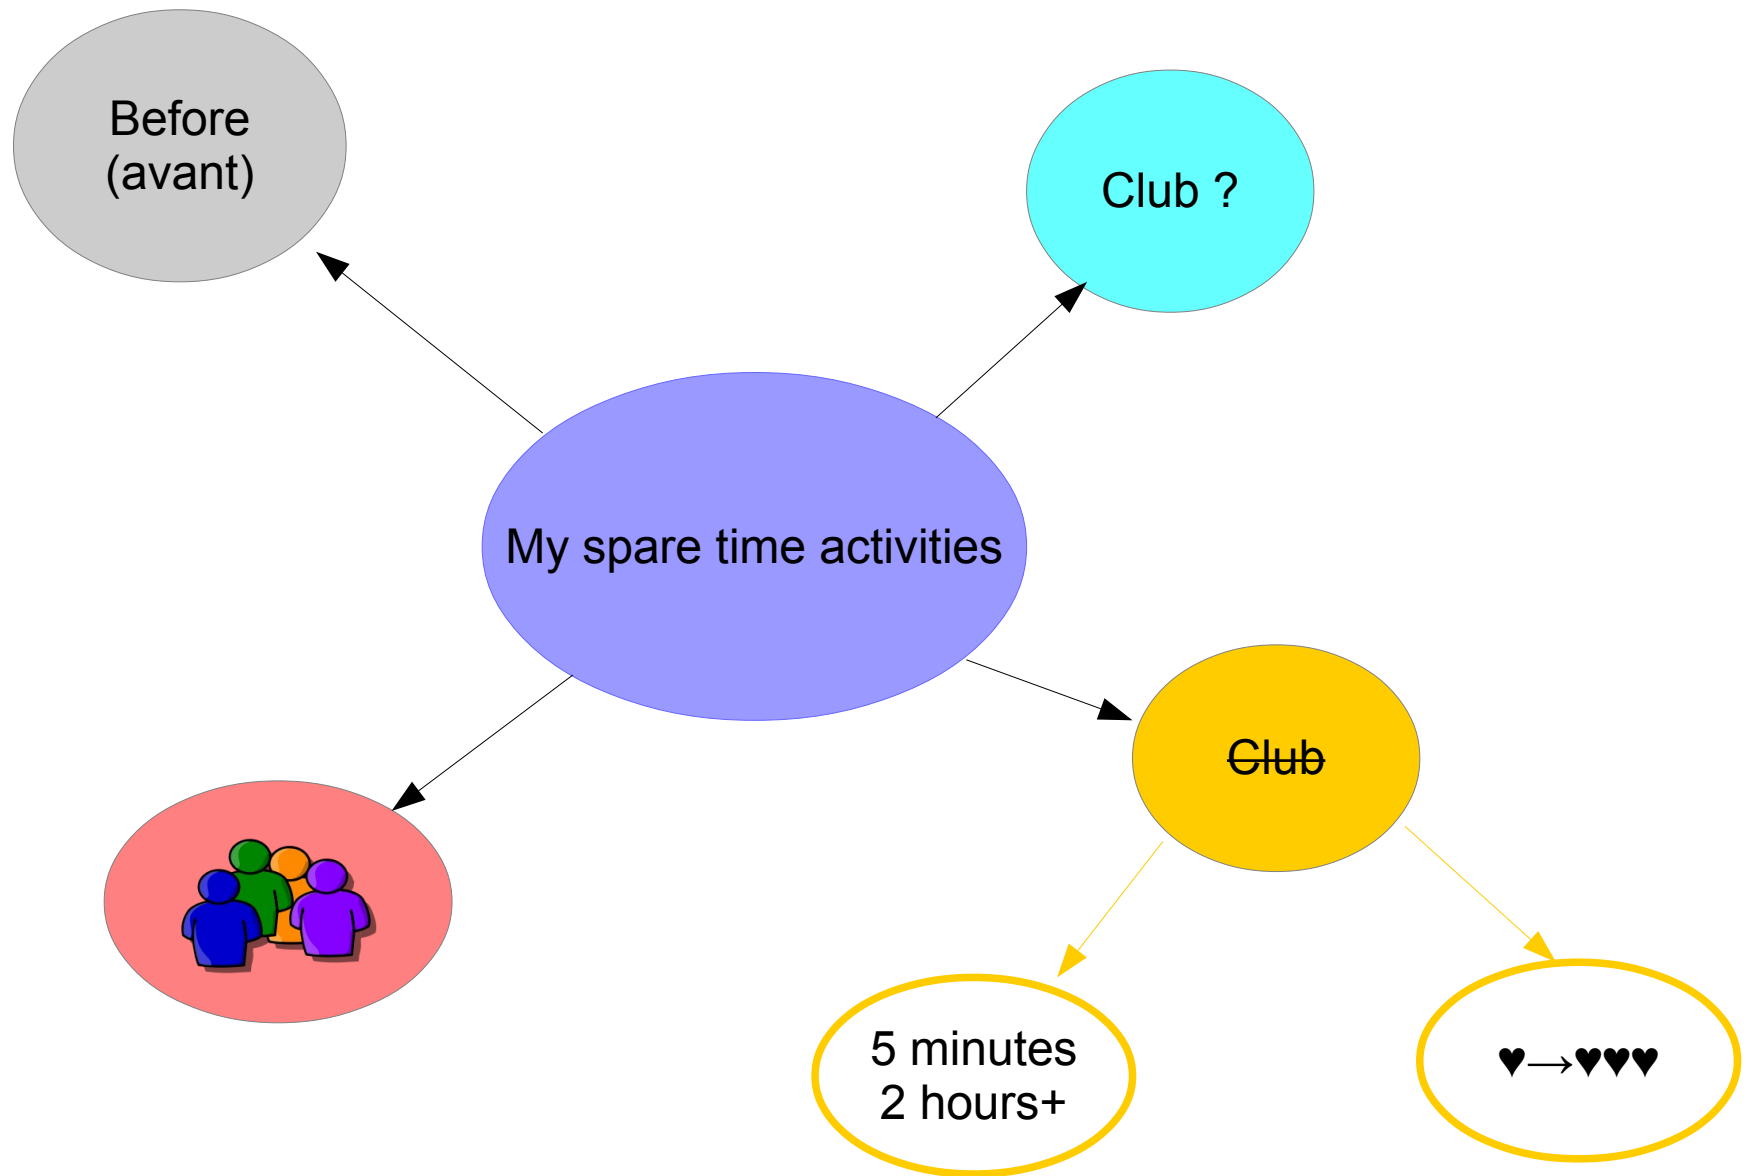 Before
(avant)
Club ?
My spare time activities
Club
5 minutes
2 hours+
♥→♥♥♥